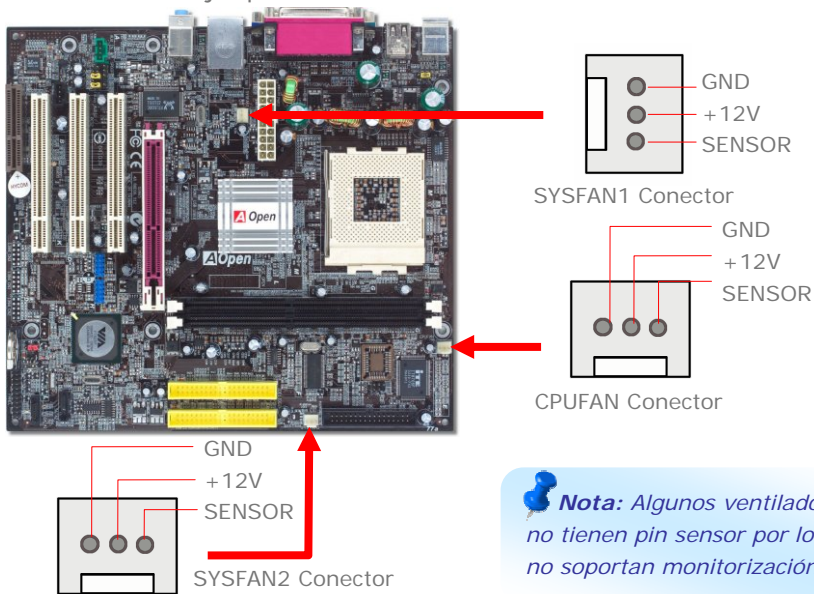 GND
+12V
SENSOR
SYSFAN1 Conector
GND
+12V
SENSOR
CPUFAN Conector
GND
+12V
SENSOR
SYSFAN2 Conector
Nota: Algunos
no tienen pin sensor por lo
no soportan monitorización
AOpen
AOpen
VIA